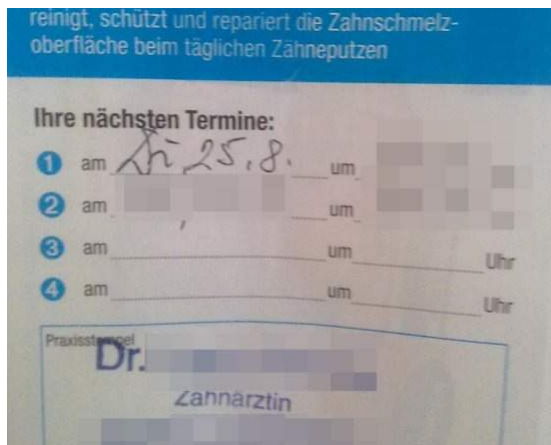 reinigt, schützt und repariert die Zahnschmelz-
oberfläche beim täglichen Zähneputzen
Ihre nächsten Termine:
1 am Di, 25.8. um
2 am um
3 am um Uhr
4 am um Uhr
Praxisstempel
Dr.
Zahnärztin